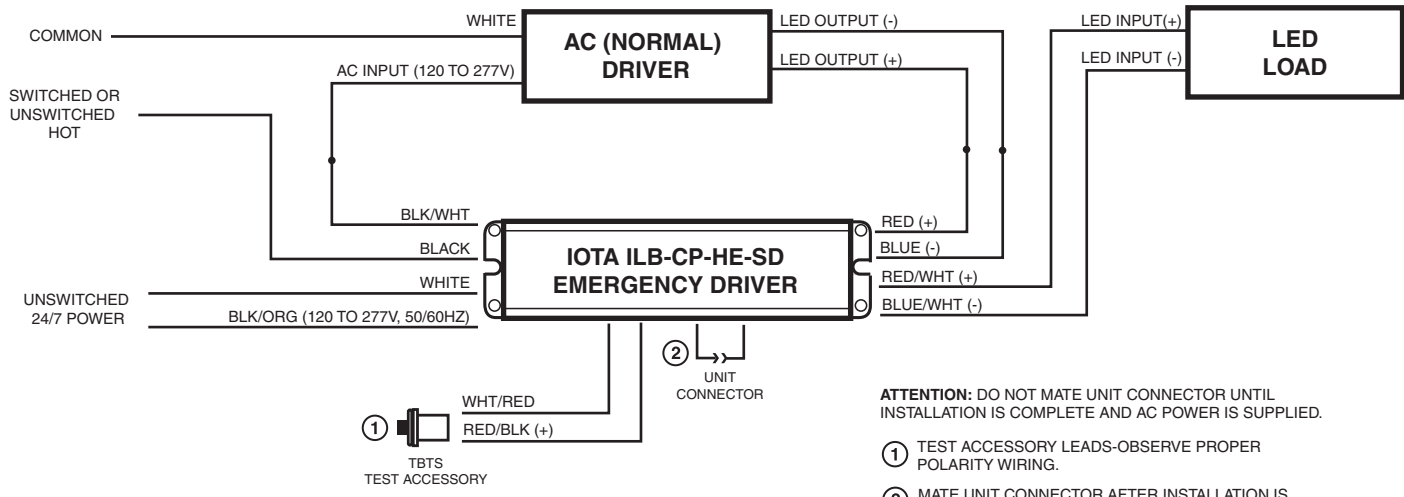 WHITE
COMMON
AC INPUT (120 TO 277V)
AC (NORMAL)
DRIVER
LED OUTPUT (-)
LED OUTPUT (+)
LED INPUT(+)
LED INPUT (-)
LED
LOAD
SWITCHED OR
UNSWITCHED
HOT
BLK/WHT
BLACK
WHITE
UNSWITCHED
24/7 POWER
BLK/ORG (120 TO 277V, 50/60HZ)
IOTA ILB-CP-HE-SD
EMERGENCY DRIVER
RED (+)
BLUE (-)
RED/WHT (+)
BLUE/WHT (-)
2
UNIT
CONNECTOR
WHT/RED
RED/BLK (+)
1
TBTS
TEST ACCESSORY
ATTENTION: DO NOT MATE UNIT CONNECTOR UNTIL
INSTALLATION IS COMPLETE AND AC POWER IS SUPPLIED.
1 TEST ACCESSORY LEADS-OBSERVE PROPER
POLARITY WIRING.
2 MATE UNIT CONNECTOR AFTER INSTALLATION IS